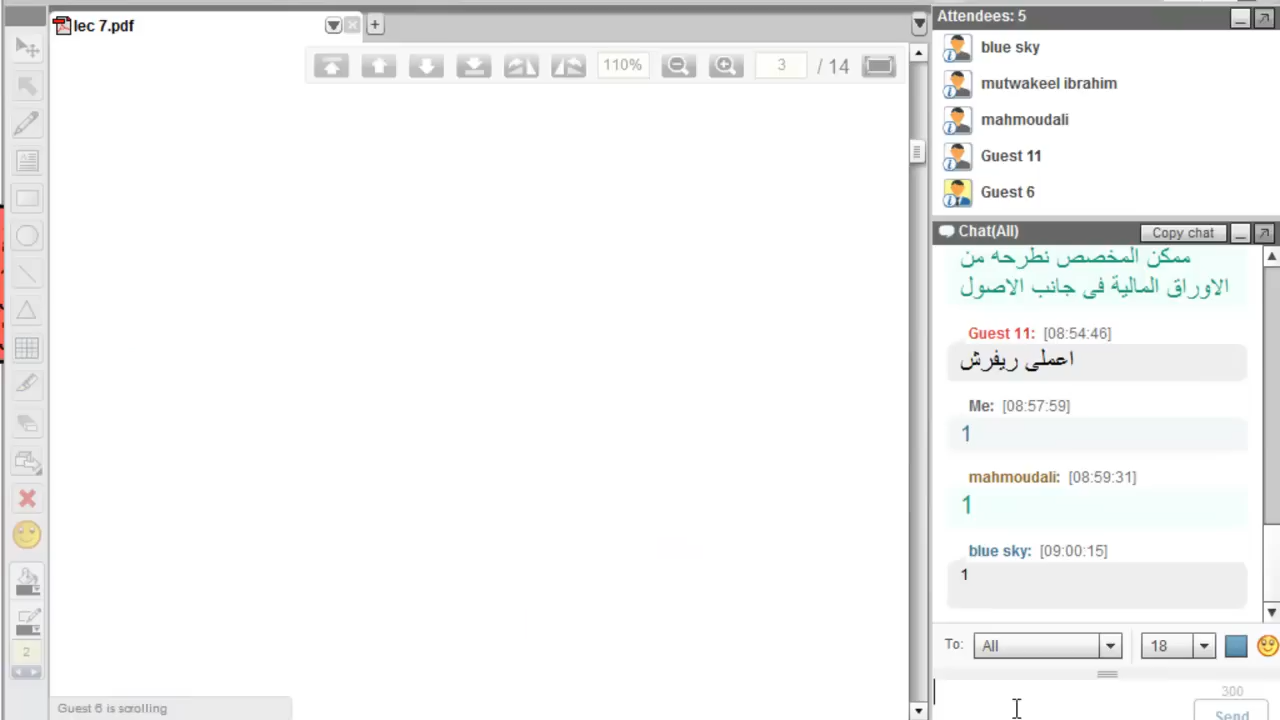 lec 7.pdf
110%
3
/ 14
Attendees: 5
blue sky
mutwakeel ibrahim
mahmoudali
Guest 11
Guest 6
Chat(All)
Copy chat
ممكن المخصص نطرحه من
الاوراق المالية فى جانب الاصول
Guest 11: [08:54:46]
اعملى ريفرش
Me: [08:57:59]
1
mahmoudali: [08:59:31]
1
blue sky: [09:00:15]
1
To: All
18
300
Send
2
Guest 6 is scrolling